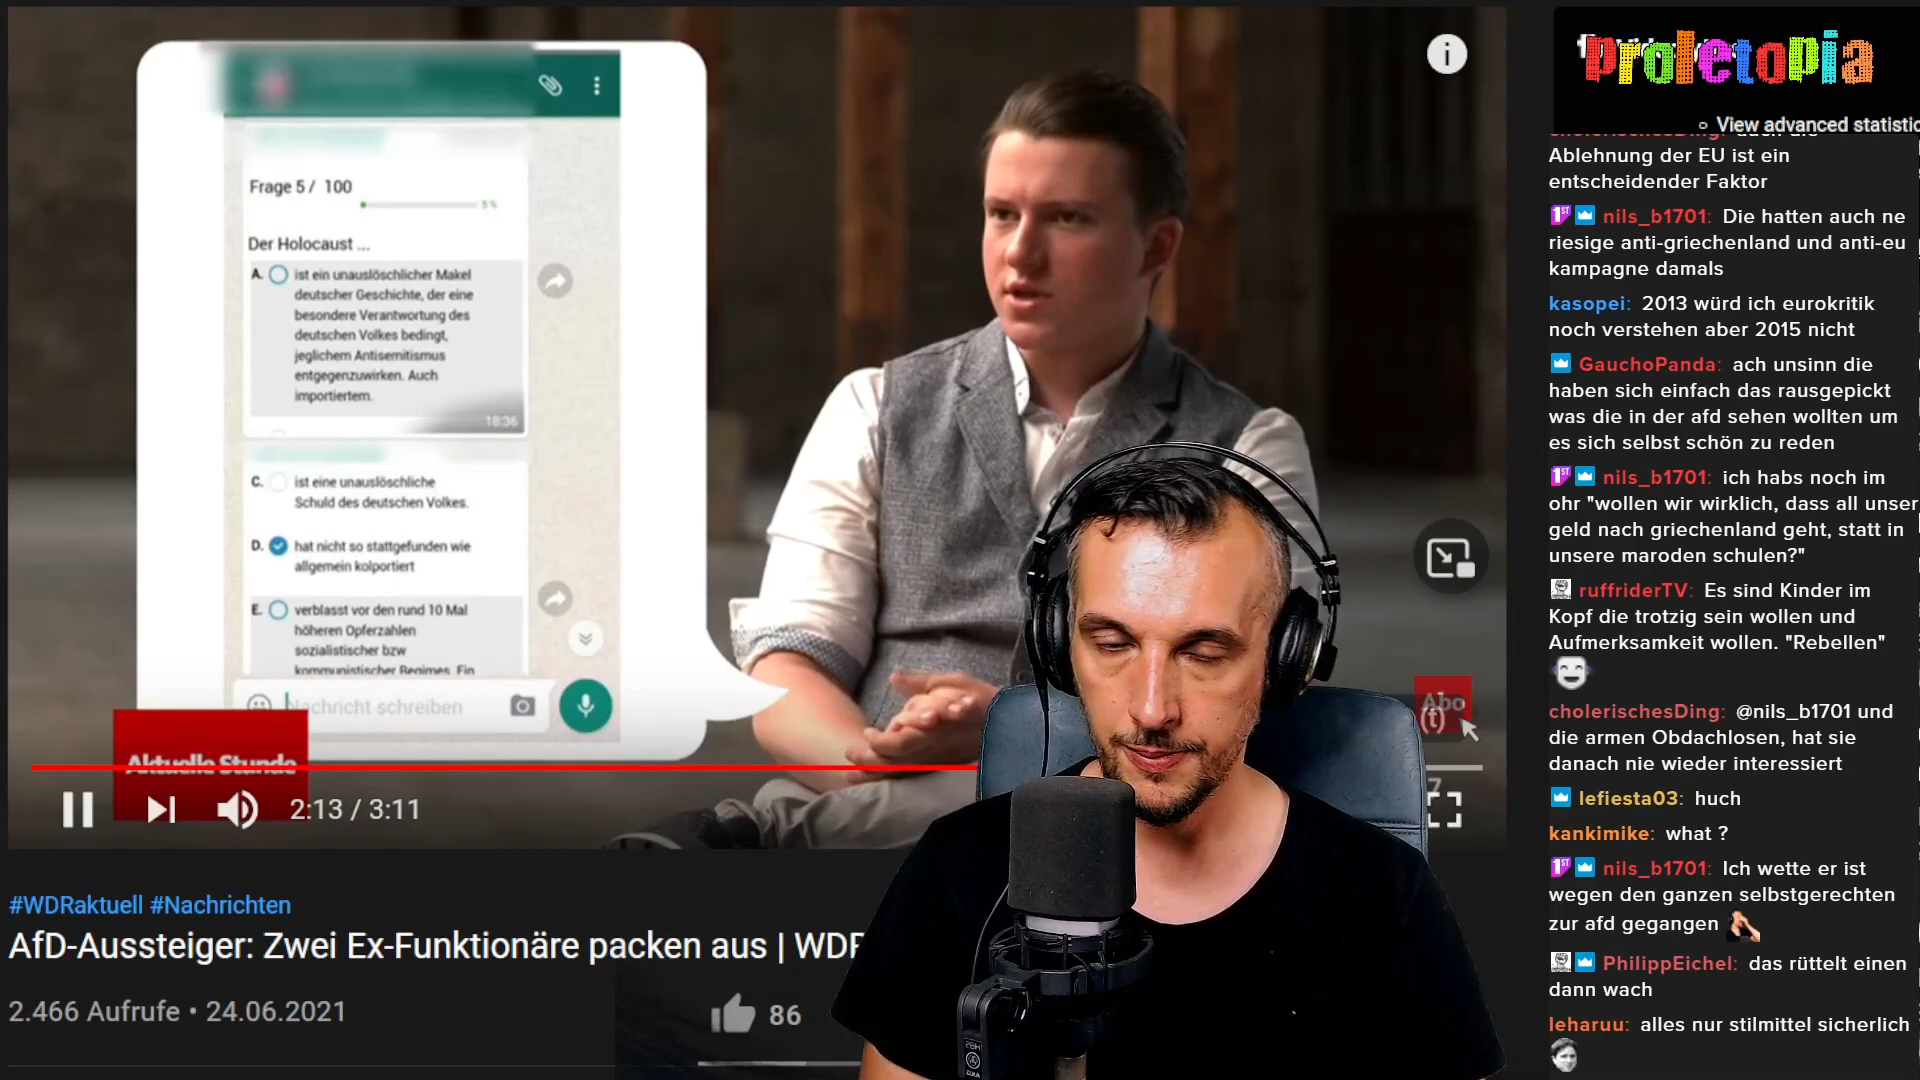 Frage 5 / 100
5%
Der Holocaust ...
A. ist ein unauslöschlicher Makel
deutscher Geschichte, der eine
besondere Verantwortung des
deutschen Volkes bedingt,
jeglichem Antisemitismus
entgegenzuwirken. Auch
importiertem.
18:36
C. ist eine unauslöschliche
Schuld des deutschen Volkes.
D. hat nicht so stattgefunden wie
allgemein kolportiert
E. verblasst vor den rund 10 Mal
höheren Opferzahlen
sozialistischer bzw
kommunistischer Regimes. Ein
Nachricht schreiben
Aktuelle Stunde
2:13 / 3:11
i
Abo
(t)
7
#WDRaktuell #Nachrichten
AfD-Aussteiger: Zwei Ex-Funktionäre packen aus | WDR
2.466 Aufrufe • 24.06.2021
86
Proletopia
View advanced statistic
cholerischesDing: auch die
Ablehnung der EU ist ein
entscheidender Faktor
nils_b1701: Die hatten auch ne
riesige anti-griechenland und anti-eu
kampagne damals
kasopei: 2013 würd ich eurokritik
noch verstehen aber 2015 nicht
GauchoPanda: ach unsinn die
haben sich einfach das rausgepickt
was die in der afd sehen wollten um
es sich selbst schön zu reden
nils_b1701: ich habs noch im
ohr "wollen wir wirklich, dass all unser
geld nach griechenland geht, statt in
unsere maroden schulen?"
ruffriderTV: Es sind Kinder im
Kopf die trotzig sein wollen und
Aufmerksamkeit wollen. "Rebellen"
cholerischesDing: @nils_b1701 und
die armen Obdachlosen, hat sie
danach nie wieder interessiert
lefiesta03: huch
kankimike: what ?
nils_b1701: Ich wette er ist
wegen den ganzen selbstgerechten
zur afd gegangen
PhilippEichel: das rüttelt einen
dann wach
leharuu: alles nur stilmittel sicherlich